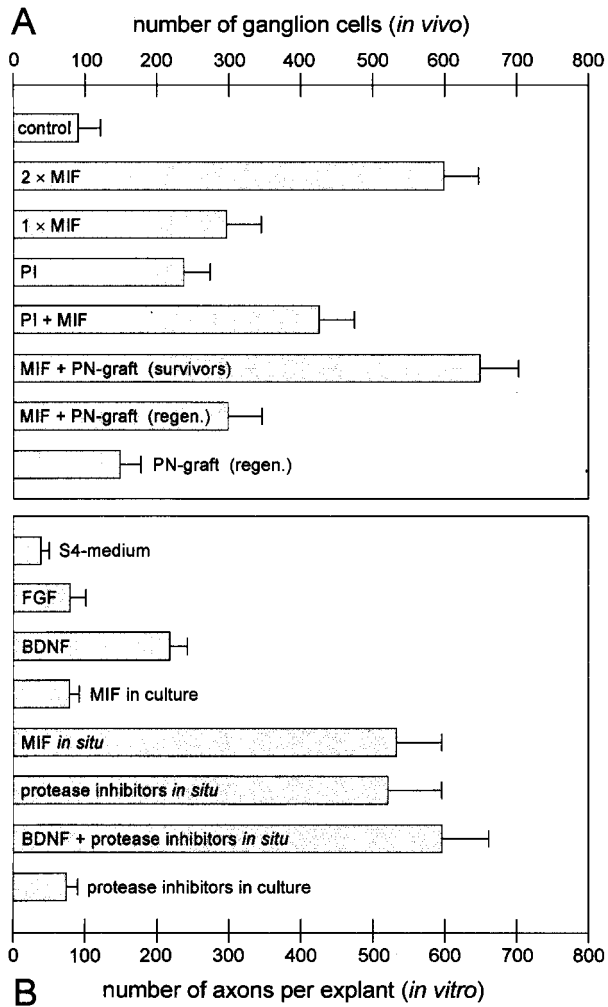 A
number of ganglion cells (in vivo)
0 100 200 300 400 500 600 700 800
control
2 × MIF
1 × MIF
PI
PI + MIF
MIF + PN-graft (survivors)
MIF + PN-graft (regen.)
PN-graft (regen.)
S4-medium
FGF
BDNF
MIF in culture
MIF in situ
protease inhibitors in situ
BDNF + protease inhibitors in situ
protease inhibitors in culture
0 100 200 300 400 500 600 700 800
B
number of axons per explant (in vitro)